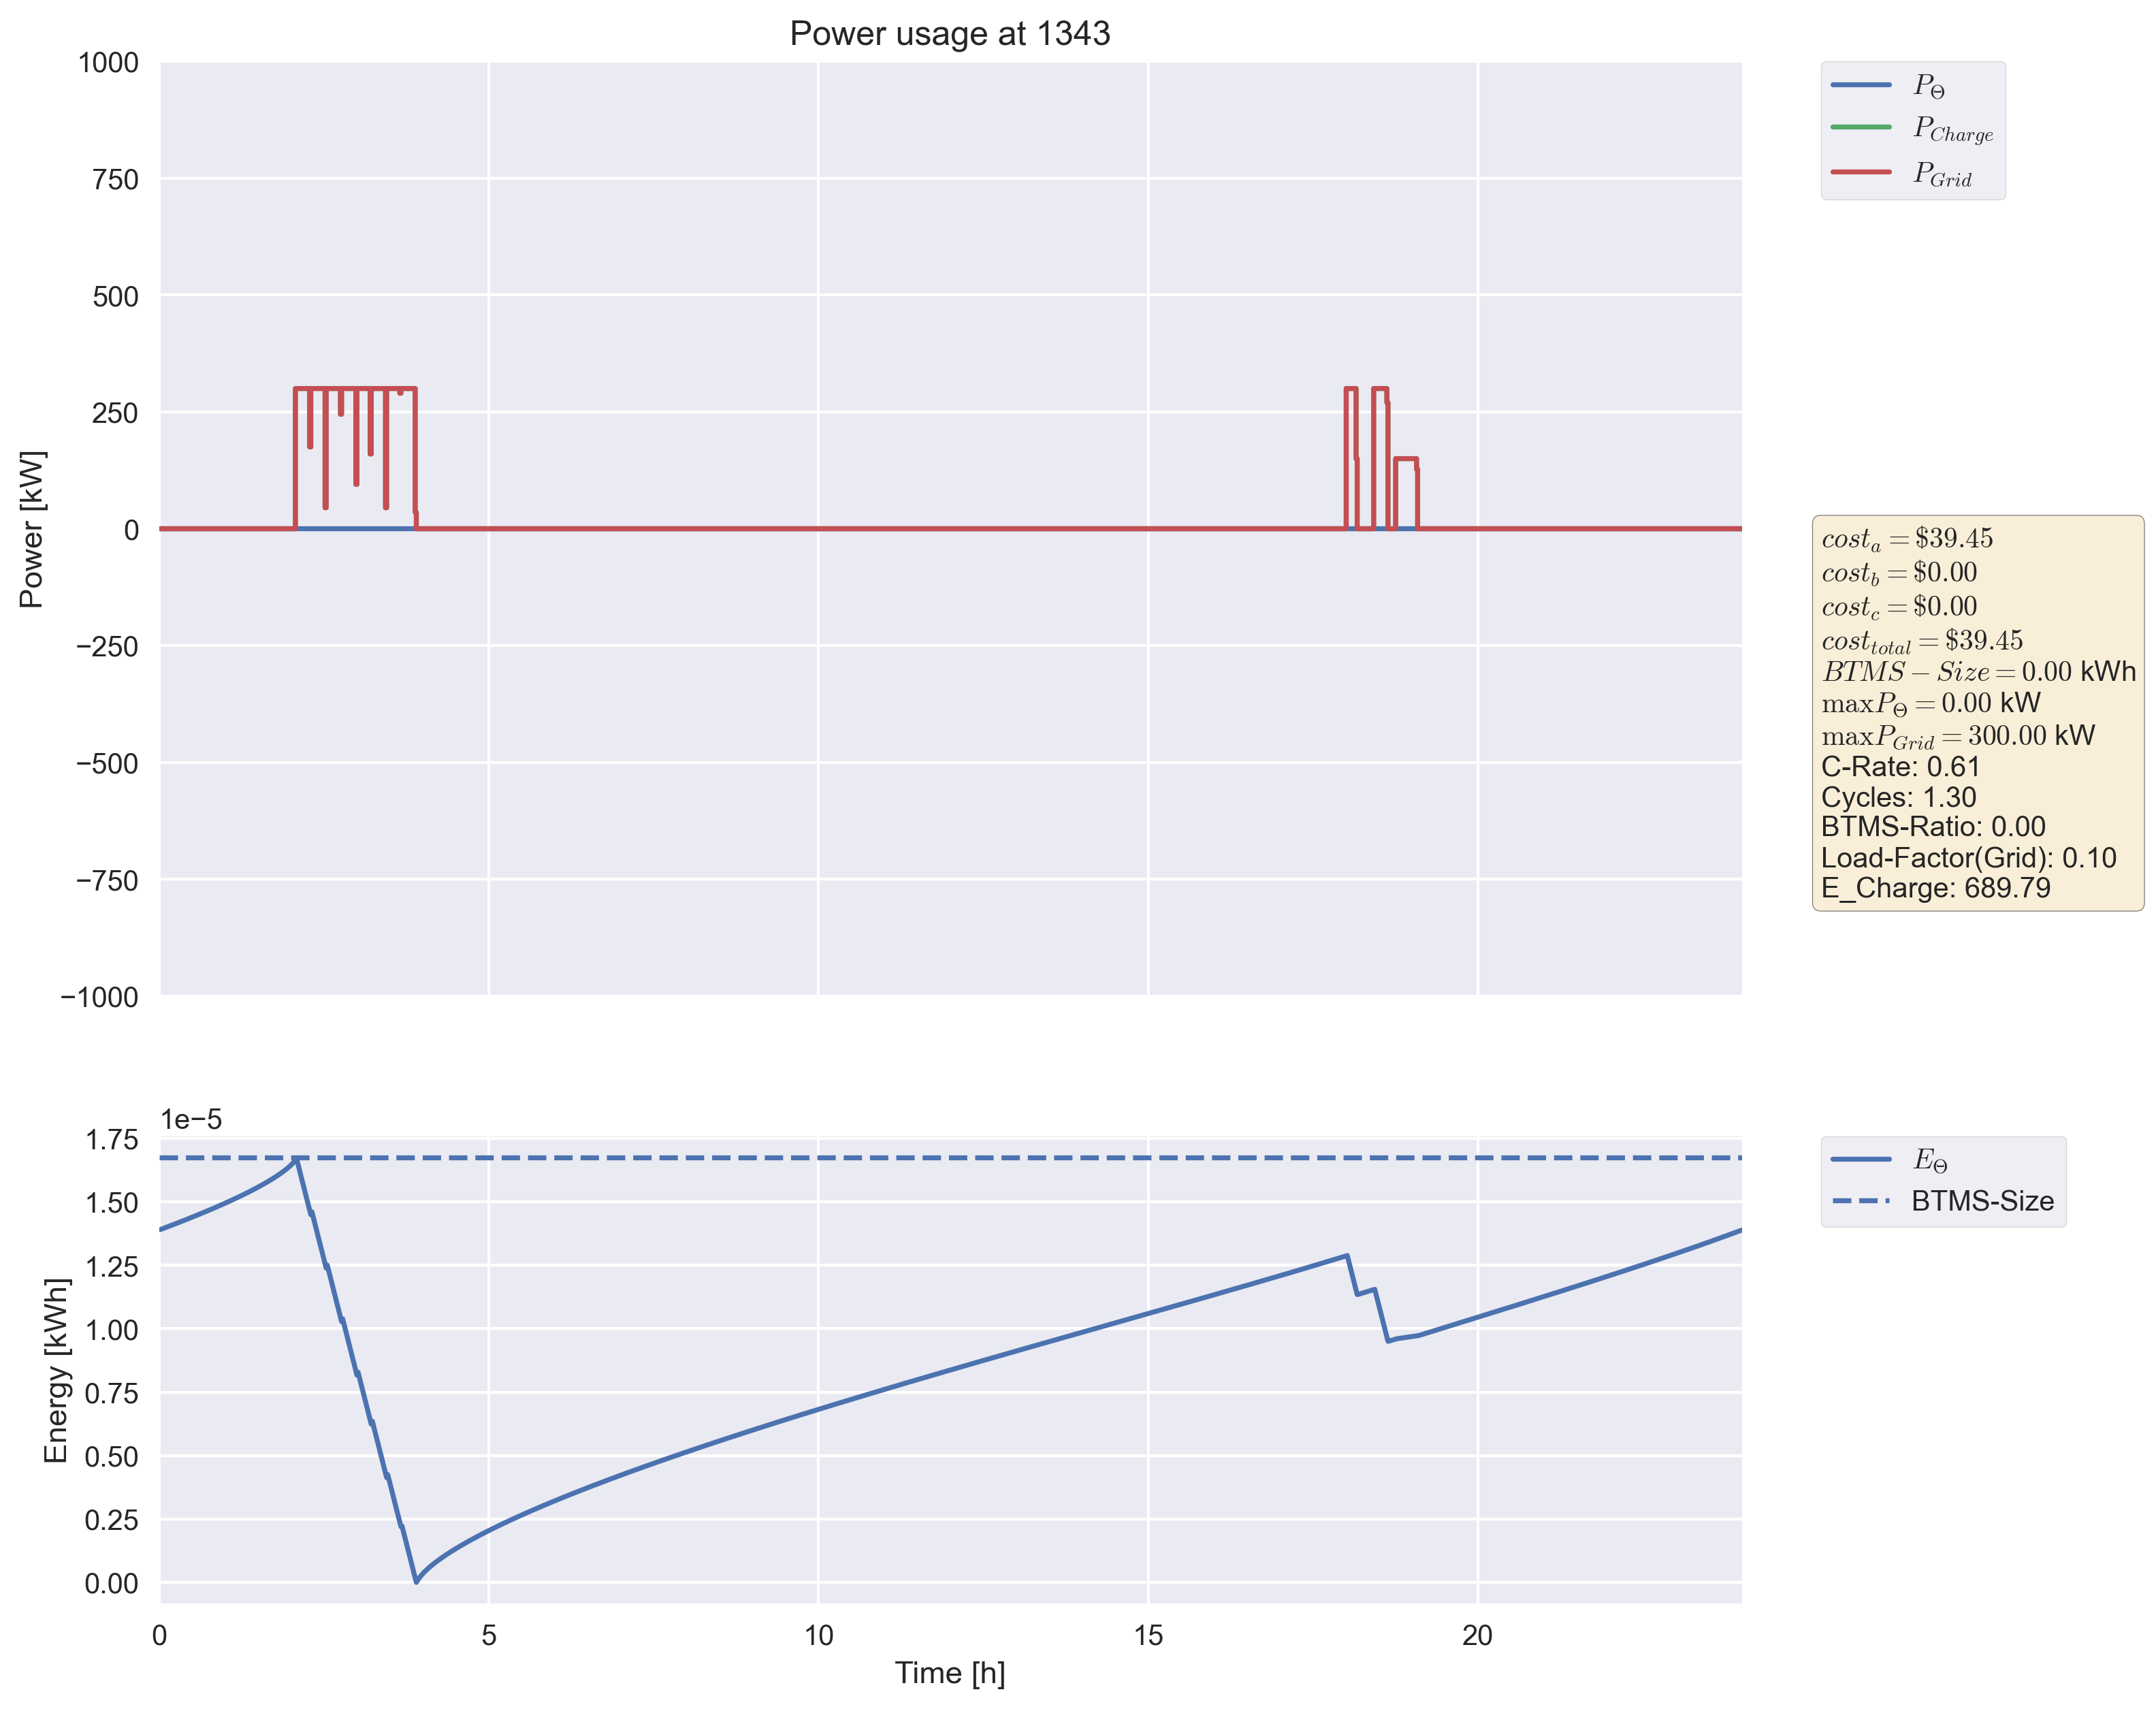 Power usage at 1343
1000
750
500
250
0
−250
−500
−750
−1000
Power [kW]
P_Θ
P_Charge
P_Grid
cost_a = $39.45
cost_b = $0.00
cost_c = $0.00
cost_total = $39.45
BTMS − Size = 0.00 kWh
maxP_Θ = 0.00 kW
maxP_Grid = 300.00 kW
C-Rate: 0.61
Cycles: 1.30
BTMS-Ratio: 0.00
Load-Factor(Grid): 0.10
E_Charge: 689.79
1e−5
1.75
1.50
1.25
1.00
0.75
0.50
0.25
0.00
Energy [kWh]
E_Θ
BTMS-Size
0 5 10 15 20
Time [h]